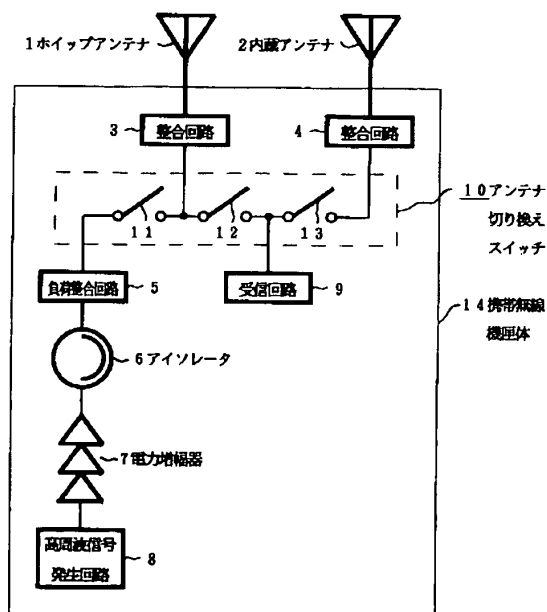 1ホイップアンテナ
2内蔵アンテナ
3
整合回路
4
整合回路
11
12
13
10アンテナ
切り換え
スイッチ
負荷整合回路
5
受信回路
9
14携帯無線
機匣体
6アイソレータ
7電力増幅器
高周波信号
発生回路
8